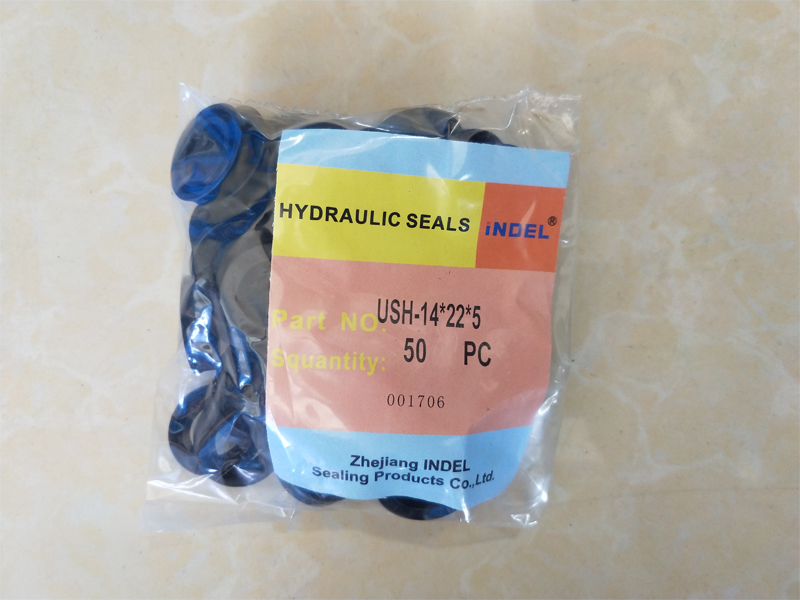 HYDRAULIC SEALS iNDEL®
Part NO: USH-14*22*5
Squantity: 50 PC
001706
Zhejiang INDEL
Sealing Products Co.,Ltd.